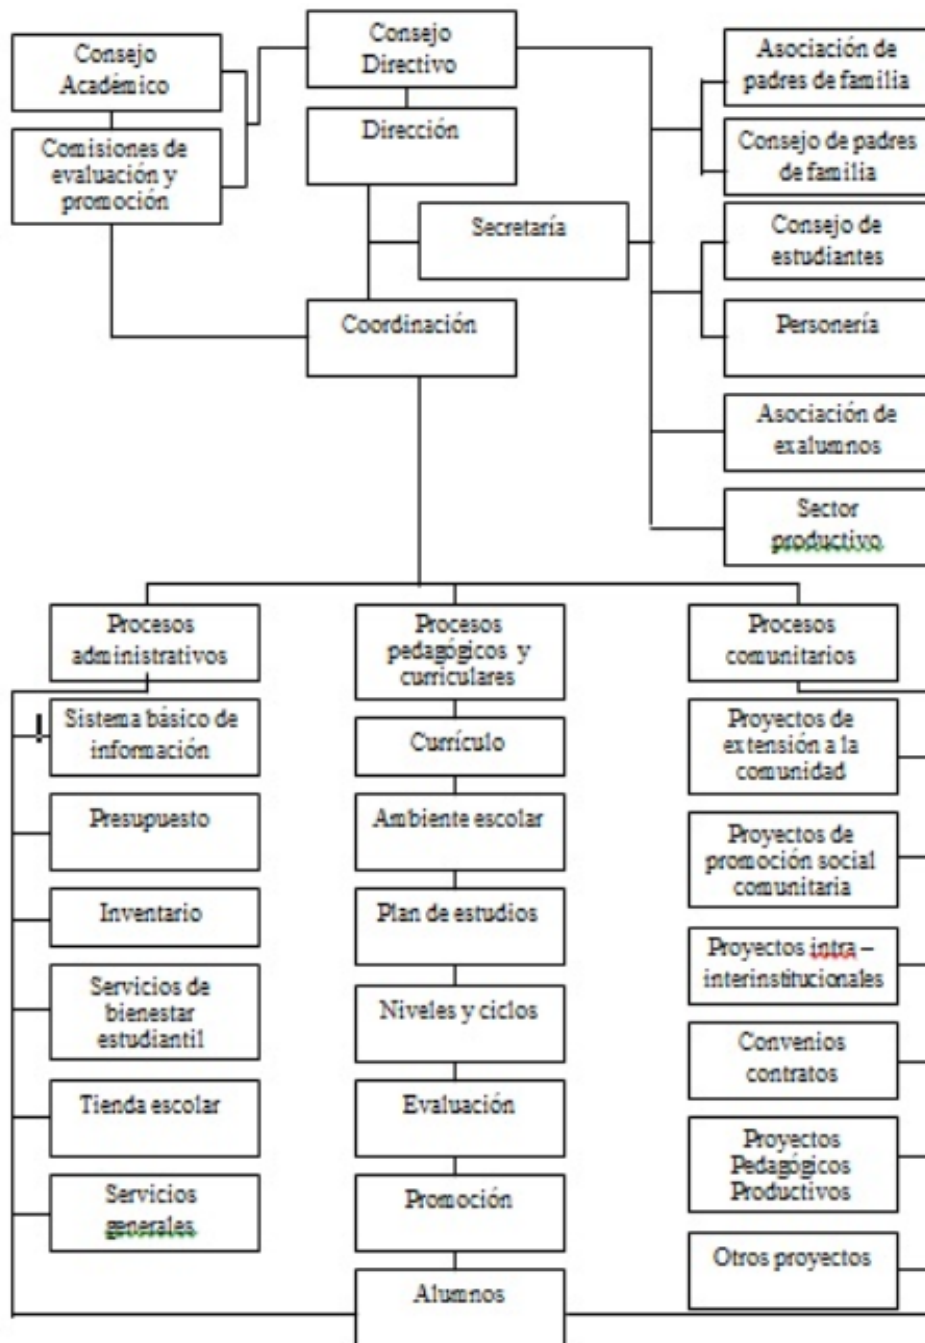 Consejo
Académico
Comisiones de
evaluación y
promoción
Consejo
Directivo
Dirección
Secretaría
Coordinación
Asociación de
padres de familia
Consejo de padres
de familia
Consejo de
estudiantes
Personería
Asociación de
exalumnos
Sector
productivo
Procesos
administrativos
Sistema básico de
información
Presupuesto
Inventario
Servicios de
bienestar
estudiantil
Tienda escolar
Servicios
generales
Procesos
pedagógicos y
curriculares
Currículo
Ambiente escolar
Plan de estudios
Niveles y ciclos
Evaluación
Promoción
Alumnos
Procesos
comunitarios
Proyectos de
extensión a la
comunidad
Proyectos de
promoción social
comunitaria
Proyectos intra –
interinstitucionales
Convenios
contratos
Proyectos
Pedagógicos
Productivos
Otros proyectos